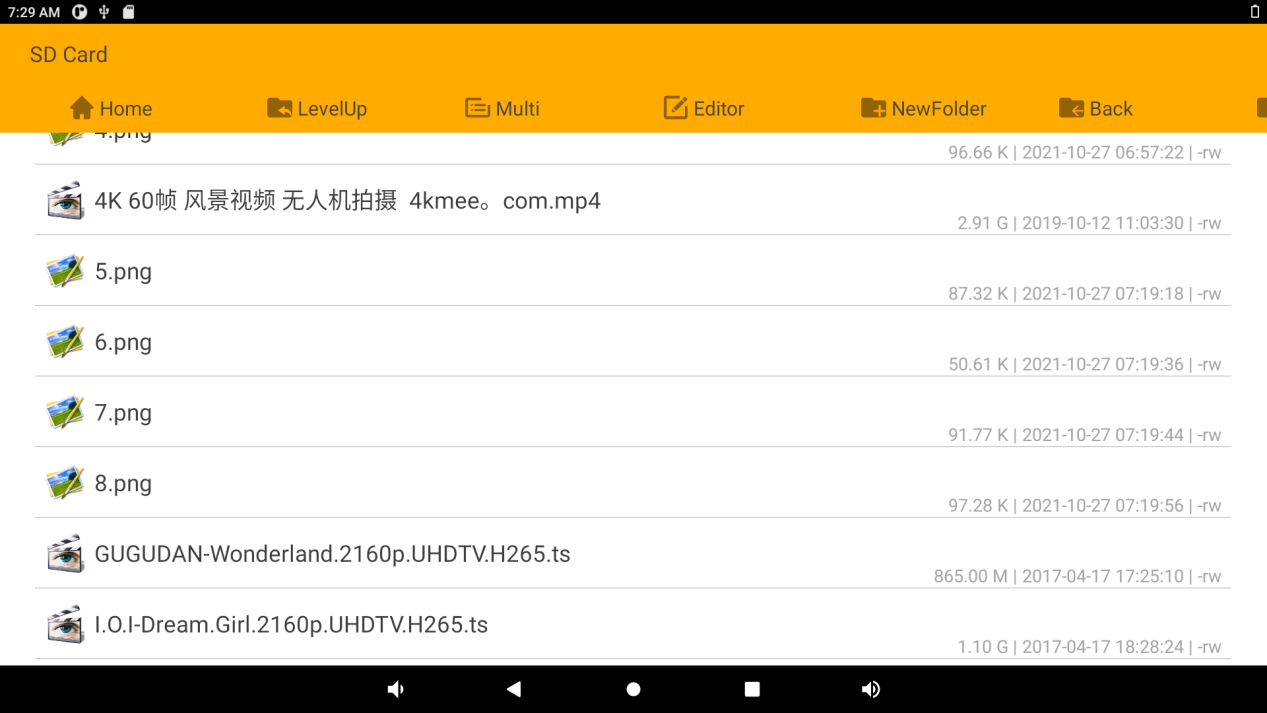 7:29 AM
SD Card
Home LevelUp Multi Editor NewFolder Back
4.png
96.66 K | 2021-10-27 06:57:22 | -rw
4K 60帧 风景视频 无人机拍摄  4kmee。com.mp4
2.91 G | 2019-10-12 11:03:30 | -rw
5.png
87.32 K | 2021-10-27 07:19:18 | -rw
6.png
50.61 K | 2021-10-27 07:19:36 | -rw
7.png
91.77 K | 2021-10-27 07:19:44 | -rw
8.png
97.28 K | 2021-10-27 07:19:56 | -rw
GUGUDAN-Wonderland.2160p.UHDTV.H265.ts
865.00 M | 2017-04-17 17:25:10 | -rw
I.O.I-Dream.Girl.2160p.UHDTV.H265.ts
1.10 G | 2017-04-17 18:28:24 | -rw